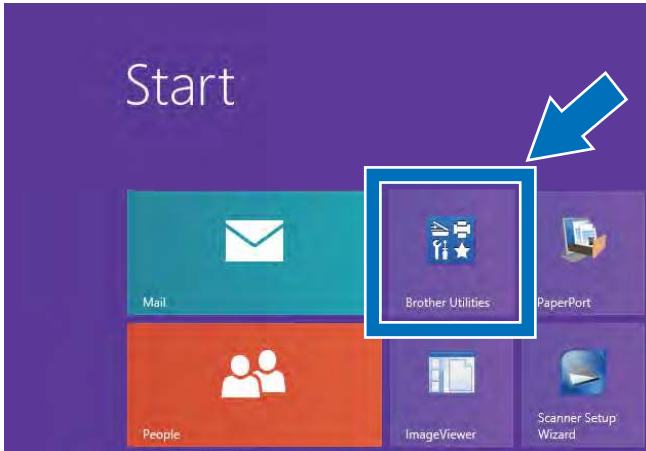 Start
Mail
Brother Utilities
PaperPort
People
ImageViewer
Scanner Setup
Wizard